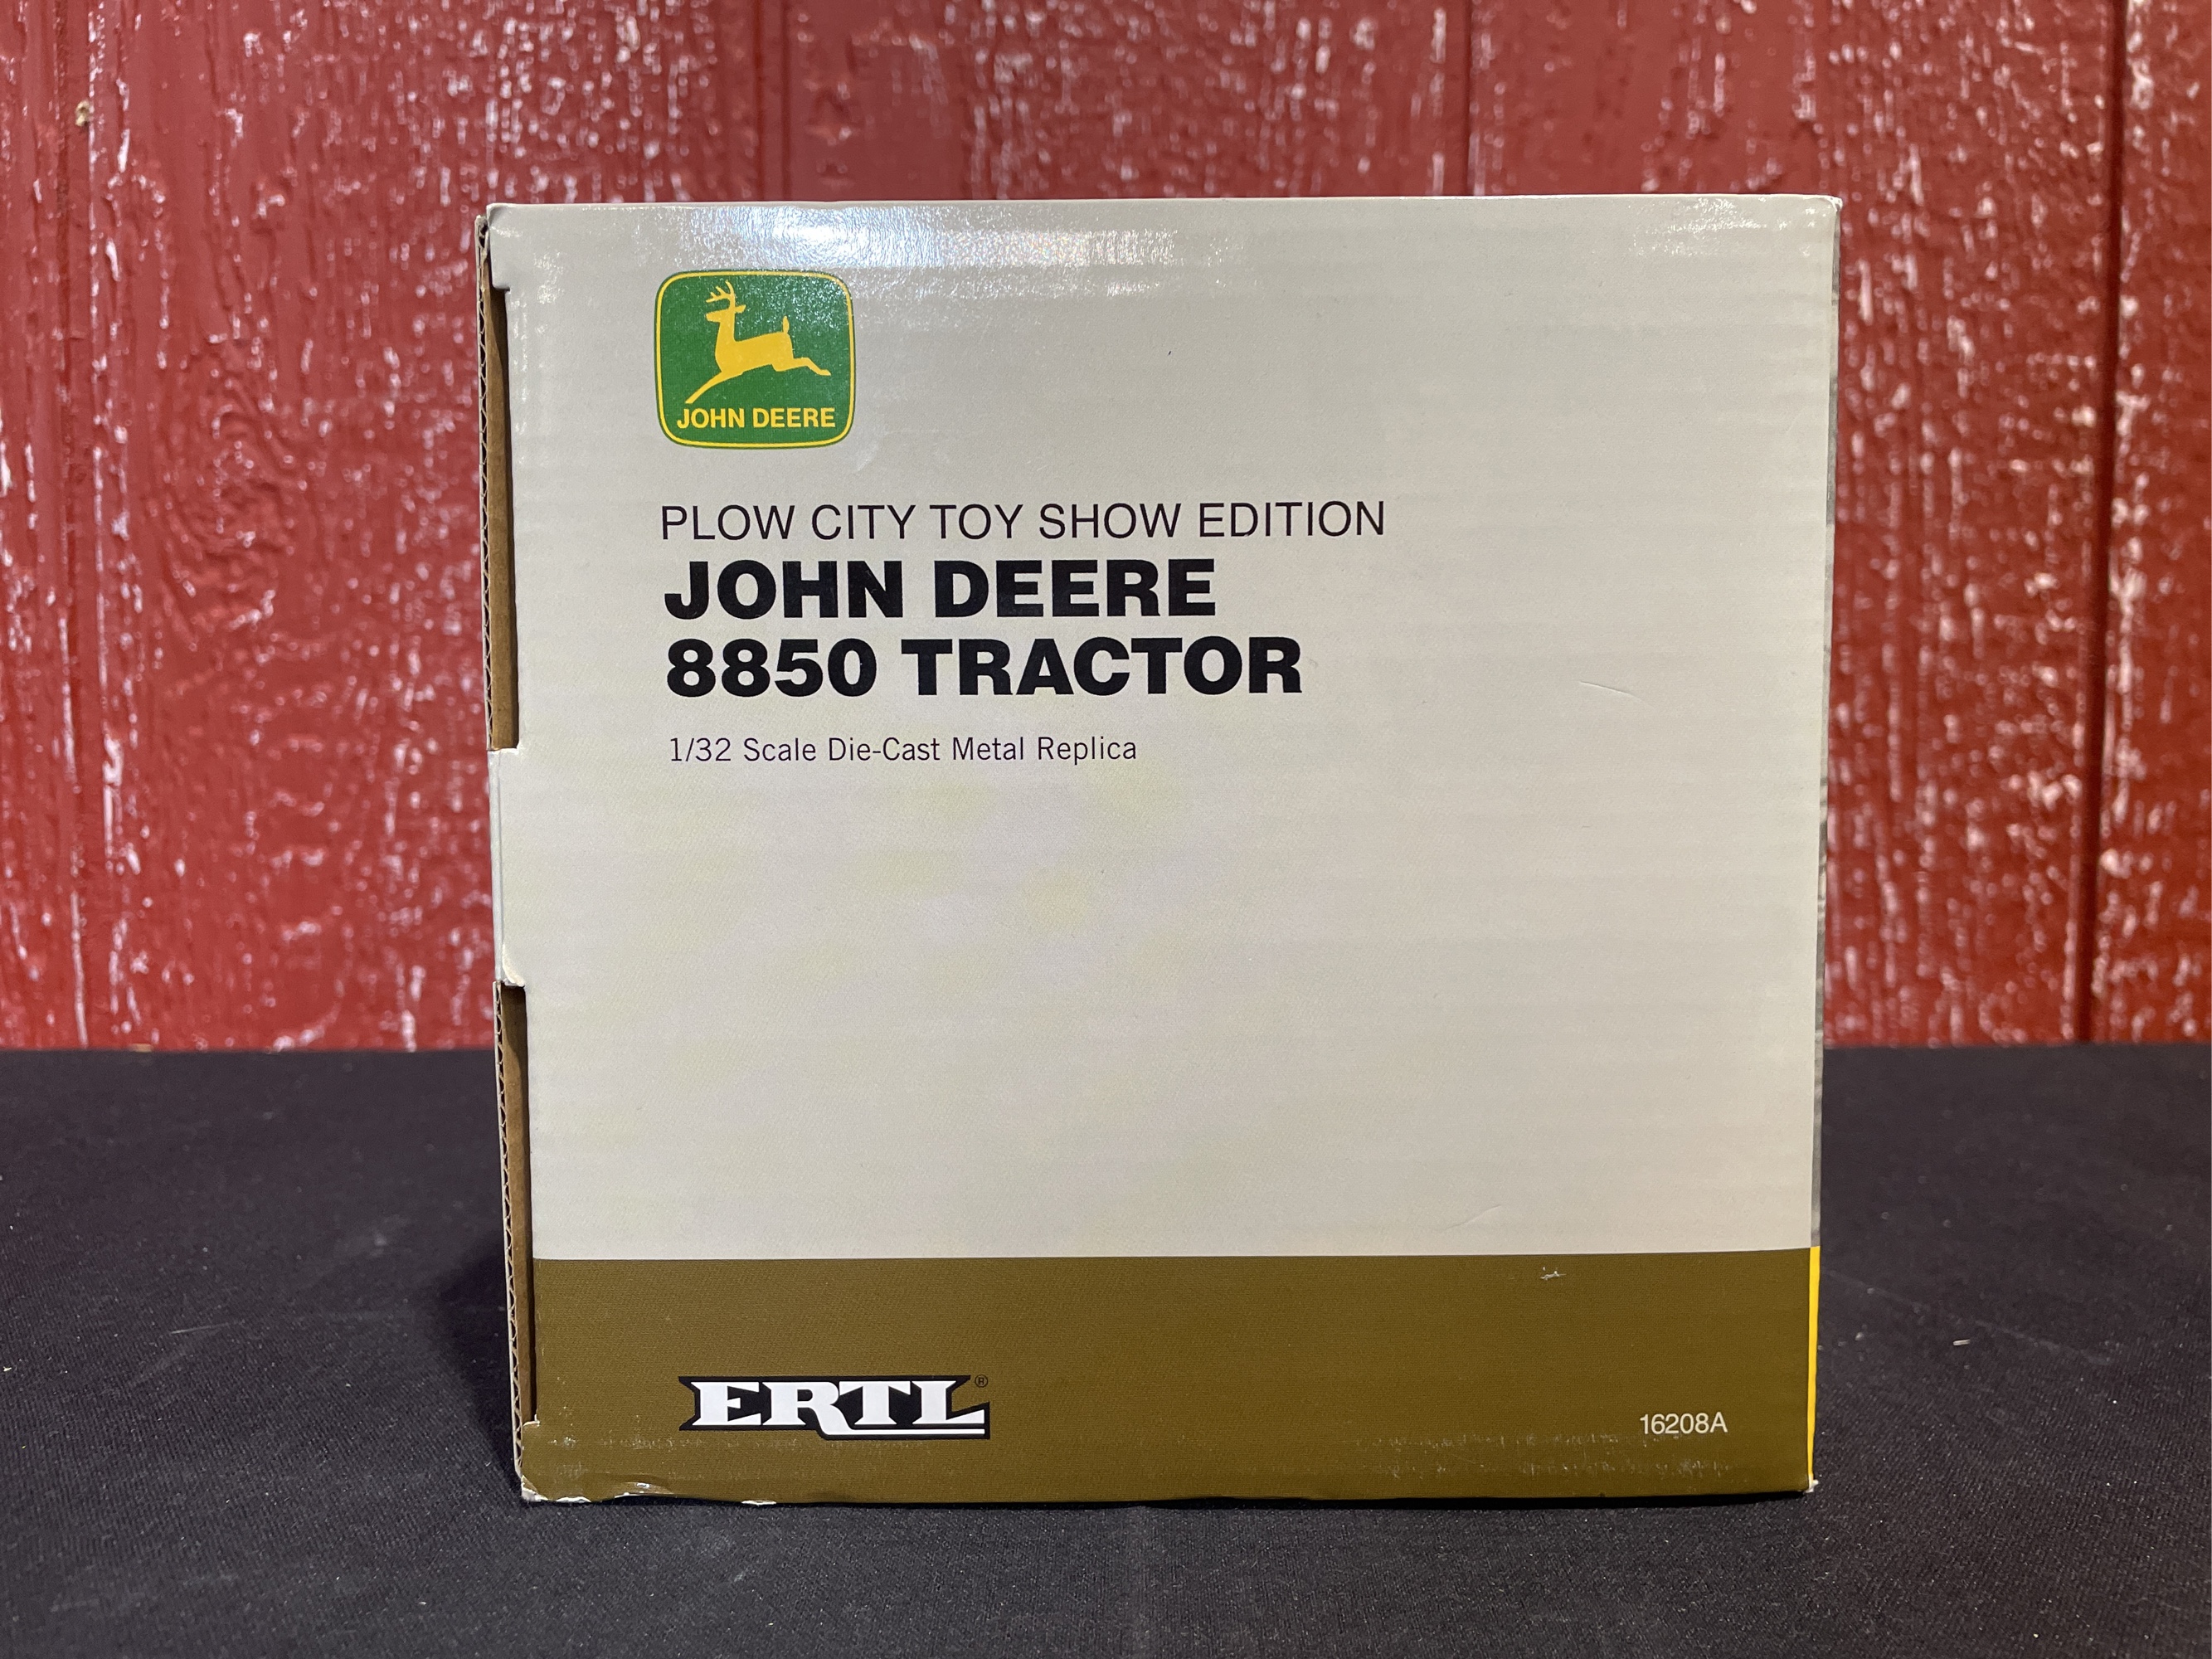 JOHN DEERE
PLOW CITY TOY SHOW EDITION
JOHN DEERE
8850 TRACTOR
1/32 Scale Die-Cast Metal Replica
ERTL®
16208A